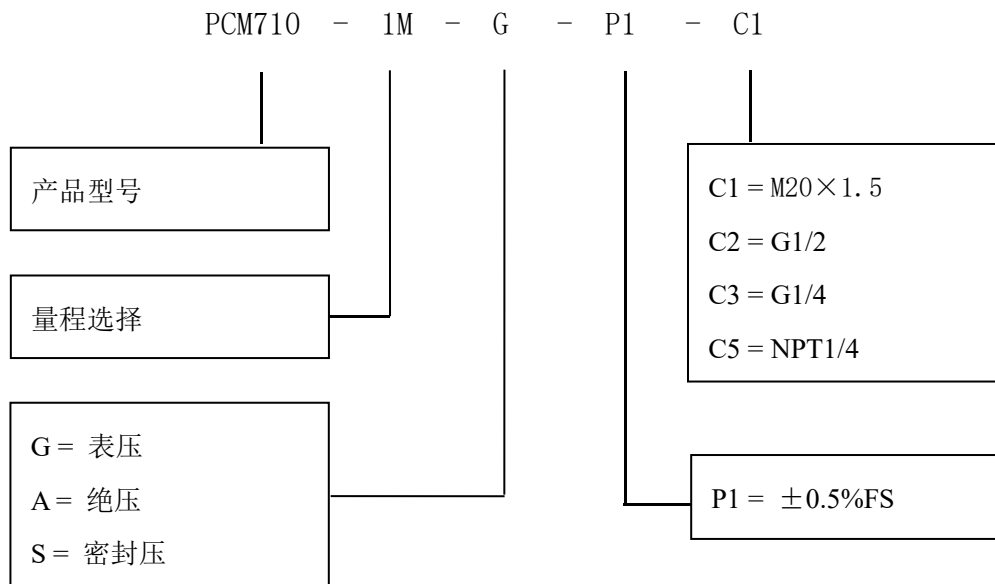 PCM710 - 1M - G - P1 - C1
产品型号
量程选择
G = 表压
A = 绝压
S = 密封压
C1 = M20×1.5
C2 = G1/2
C3 = G1/4
C5 = NPT1/4
P1 = ±0.5%FS